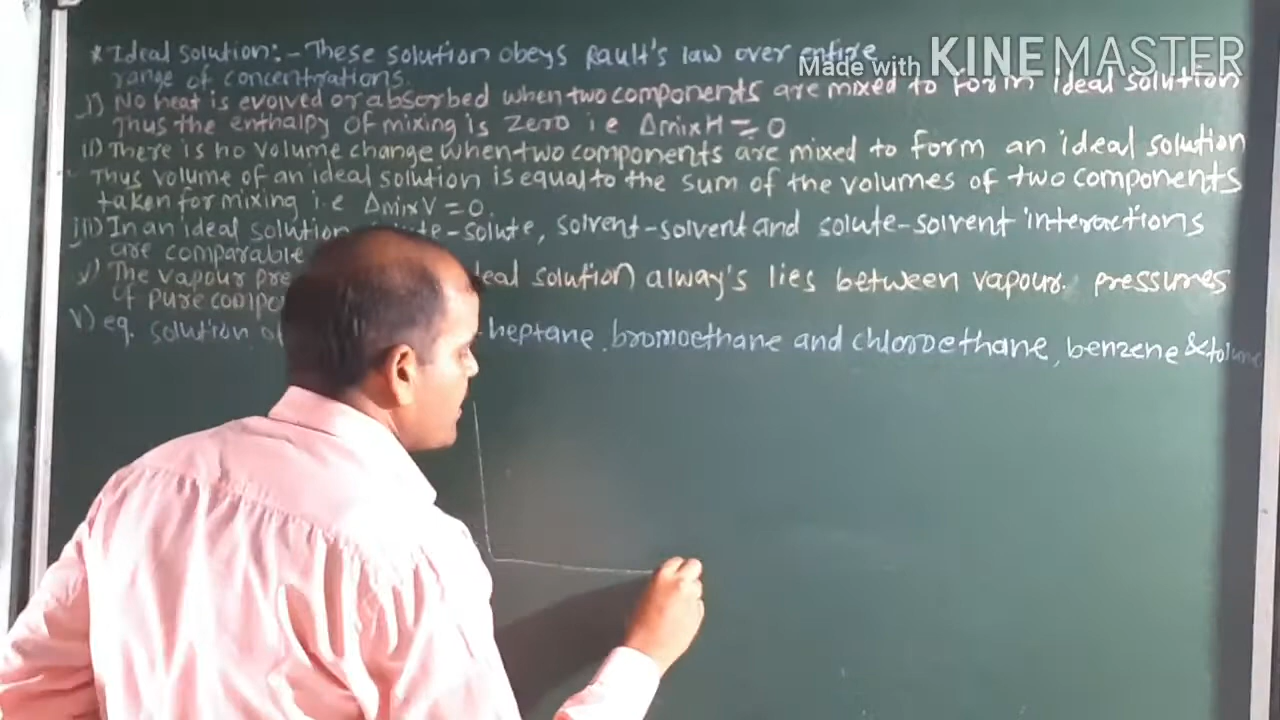 * Ideal solution:- These solution obeys Rault's law over entire
Made with KINEMASTER
range of concentrations.
i) No heat is evolved or absorbed when two components are mixed to form ideal solution
Thus the enthalpy of mixing is zero i.e ΔmixH = 0
ii) There is no volume change when two components are mixed to form an ideal solution
Thus volume of an ideal solution is equal to the sum of the volumes of two components
taken for mixing i.e ΔmixV = 0.
iii) In an ideal solution -solute, solvent-solvent and solute-solvent interactions
are comparable
v) The vapour solution always lies between vapour pressures
of pure
V) eg. solution heptane. bromoethane and chloroethane, benzene &